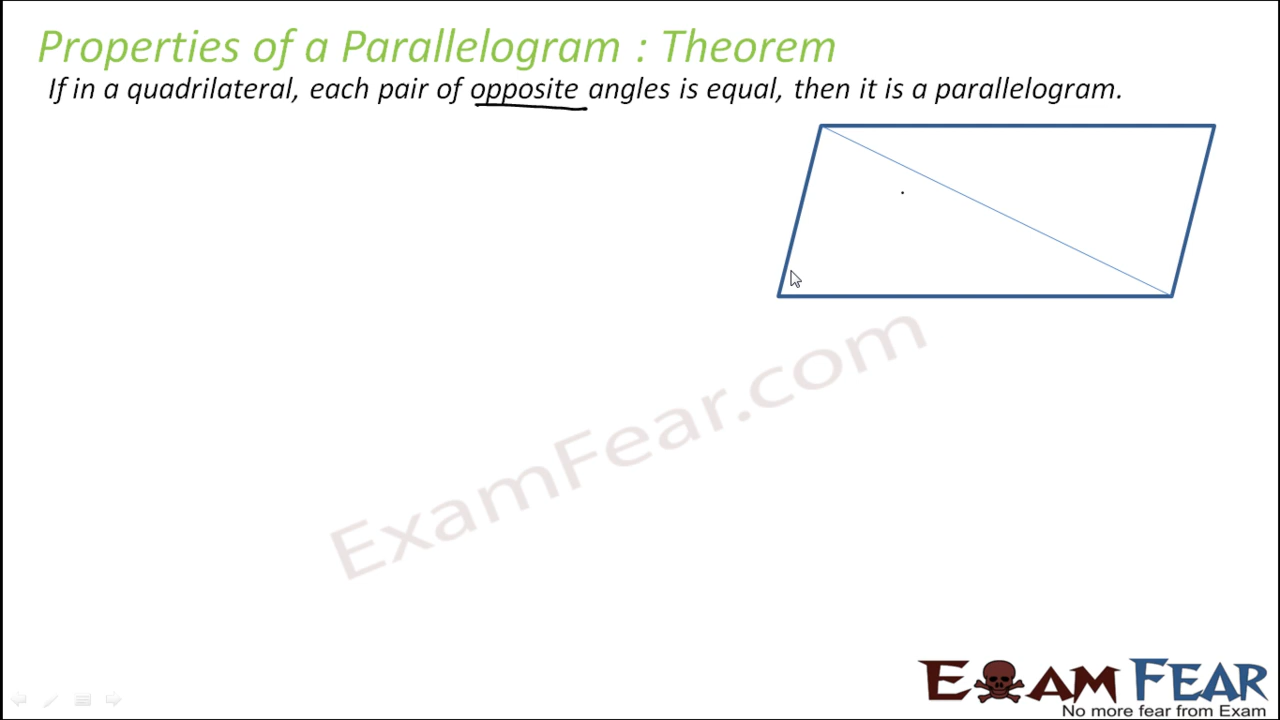 Properties of a Parallelogram : Theorem
If in a quadrilateral, each pair of opposite angles is equal, then it is a parallelogram.
ExamFear.com
EXAM FEAR
No more fear from Exam